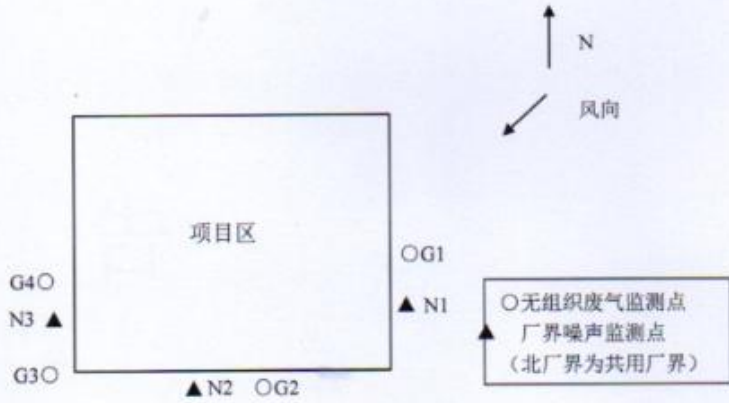 N
风向
项目区
○G1
G4○
▲ N1
N3 ▲
G3○
▲N2 ○G2
○无组织废气监测点
▲ 厂界噪声监测点
（北厂界为共用厂界）